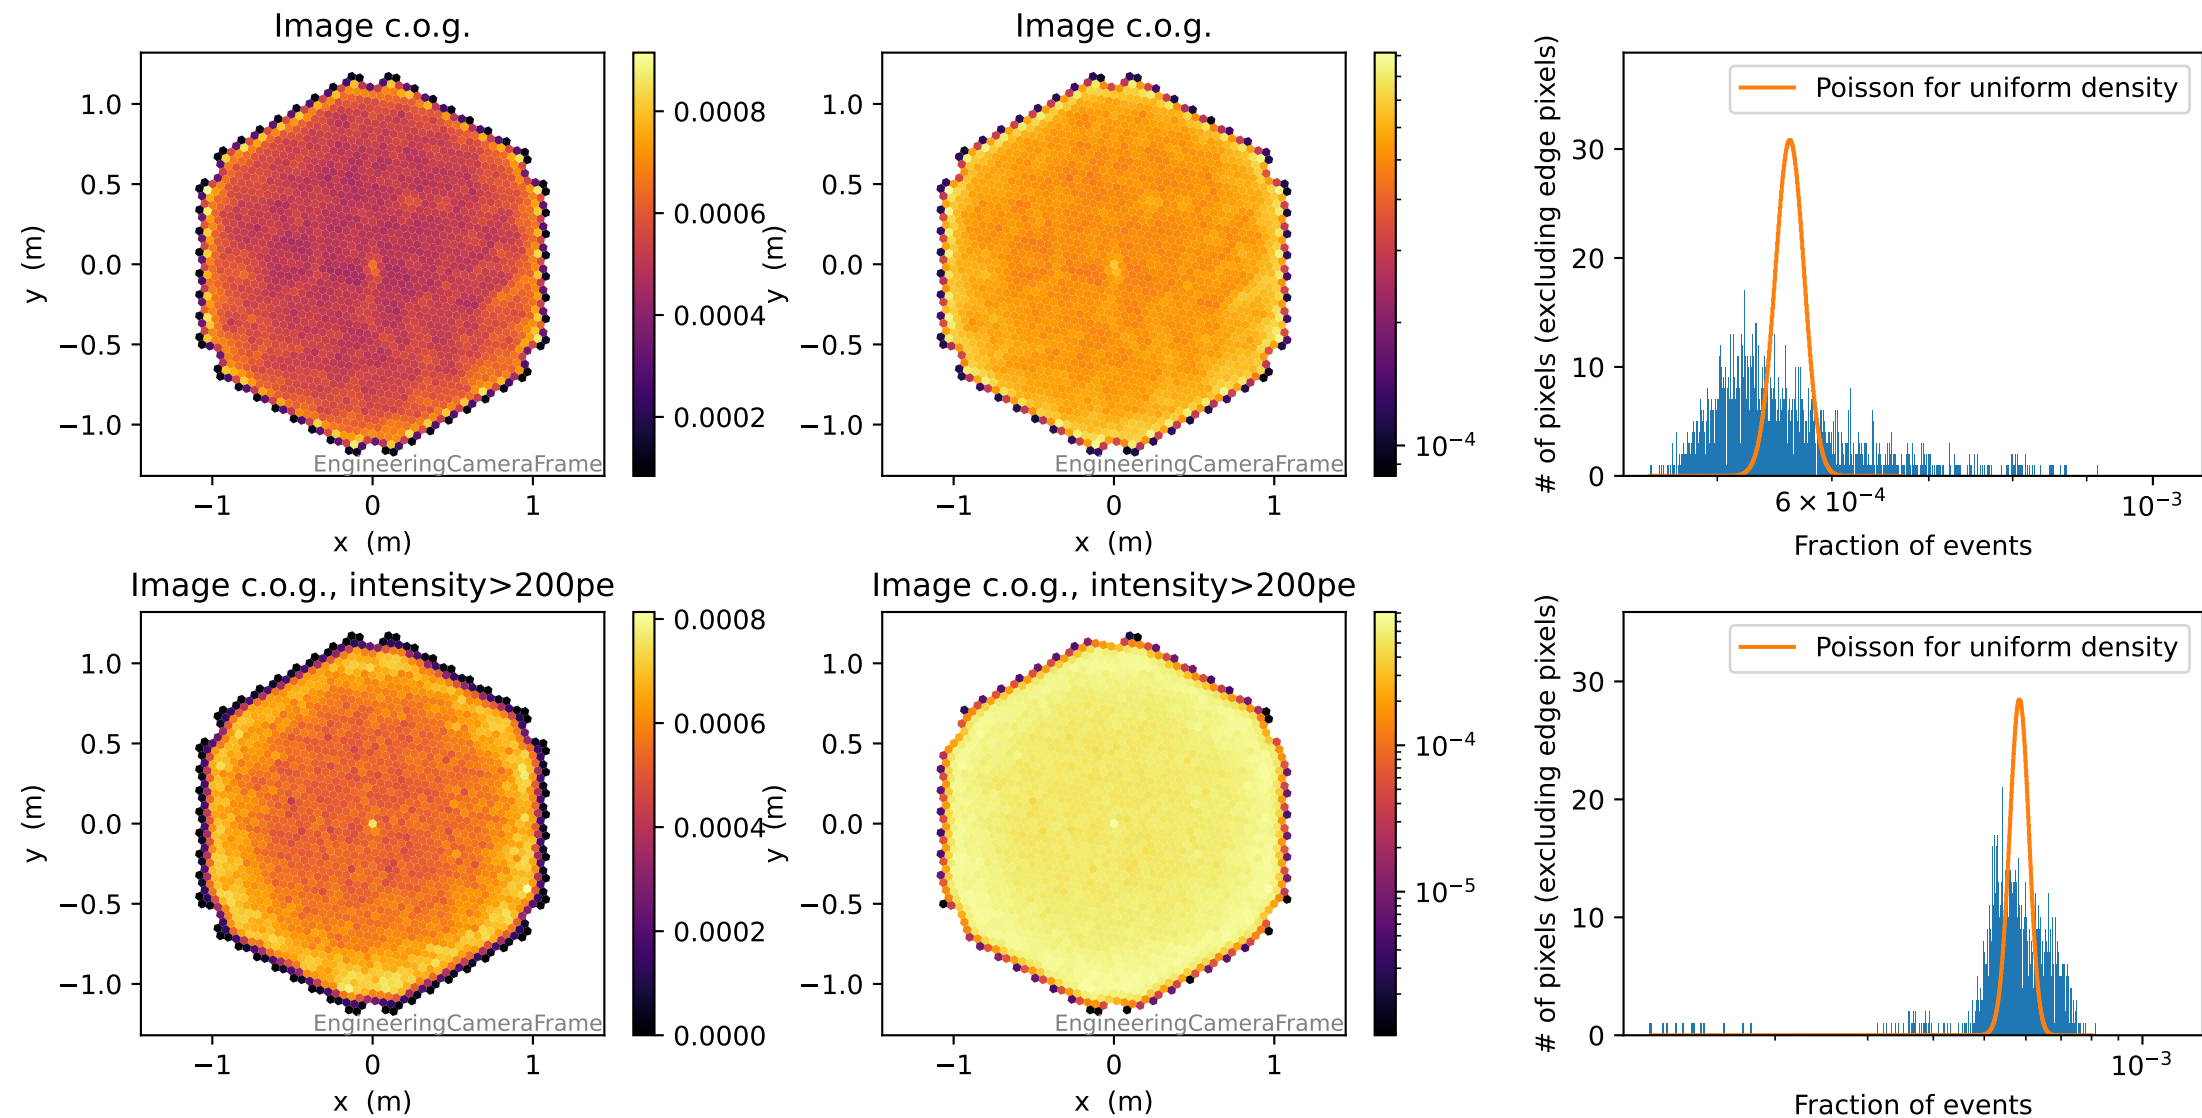 Image c.o.g.
1.0
0.5
0.0
−0.5
−1.0
y (m)
−1
0
1
x (m)
EngineeringCameraFrame
0.0008
0.0006
0.0004
0.0002
Image c.o.g.
1.0
0.5
0.0
−0.5
−1.0
y (m)
−1
0
1
x (m)
EngineeringCameraFrame
10⁻⁴
# of pixels (excluding edge pixels)
30
20
10
0
Poisson for uniform density
6 × 10⁻⁴
10⁻³
Fraction of events
Image c.o.g., intensity>200pe
1.0
0.5
0.0
−0.5
−1.0
y (m)
−1
0
1
x (m)
EngineeringCameraFrame
0.0008
0.0006
0.0004
0.0002
0.0000
Image c.o.g., intensity>200pe
1.0
0.5
0.0
−0.5
−1.0
y (m)
−1
0
1
x (m)
EngineeringCameraFrame
10⁻⁴
10⁻⁵
# of pixels (excluding edge pixels)
30
20
10
0
Poisson for uniform density
10⁻³
Fraction of events